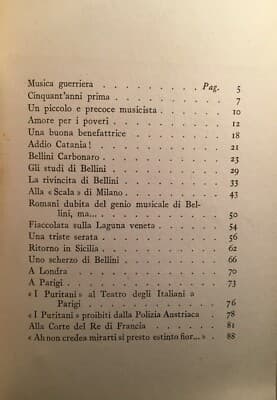 Musica guerriera . . . . . . . . . Pag. 5
Cinquant'anni prima . . . . . . . . . 7
Un piccolo e precoce musicista . . . . . . 10
Amore per i poveri . . . . . . . . . 12
Una buona benefattrice . . . . . . . . 18
Addio Catania! . . . . . . . . . . 21
Bellini Carbonaro . . . . . . . . . 23
Gli studi di Bellini . . . . . . . . . 29
La rivincita di Bellini . . . . . . . . 33
Alla «Scala» di Milano . . . . . . . . 43
Romani dubita del genio musicale di Bel-
lini, ma... . . . . . . . . . . 50
Fiaccolata sulla Laguna veneta . . . . . . 54
Una triste serata . . . . . . . . . 56
Ritorno in Sicilia . . . . . . . . . 62
Uno scherzo di Bellini . . . . . . . . 66
A Londra . . . . . . . . . . . 70
A Parigi . . . . . . . . . . . 73
«I Puritani» al Teatro degli Italiani a
Parigi . . . . . . . . . . . 76
«I Puritani» proibiti dalla Polizia Austriaca 78
Alla Corte del Re di Francia . . . . . . 81
«Ah non credea mirarti sì presto estinto fior...» 88